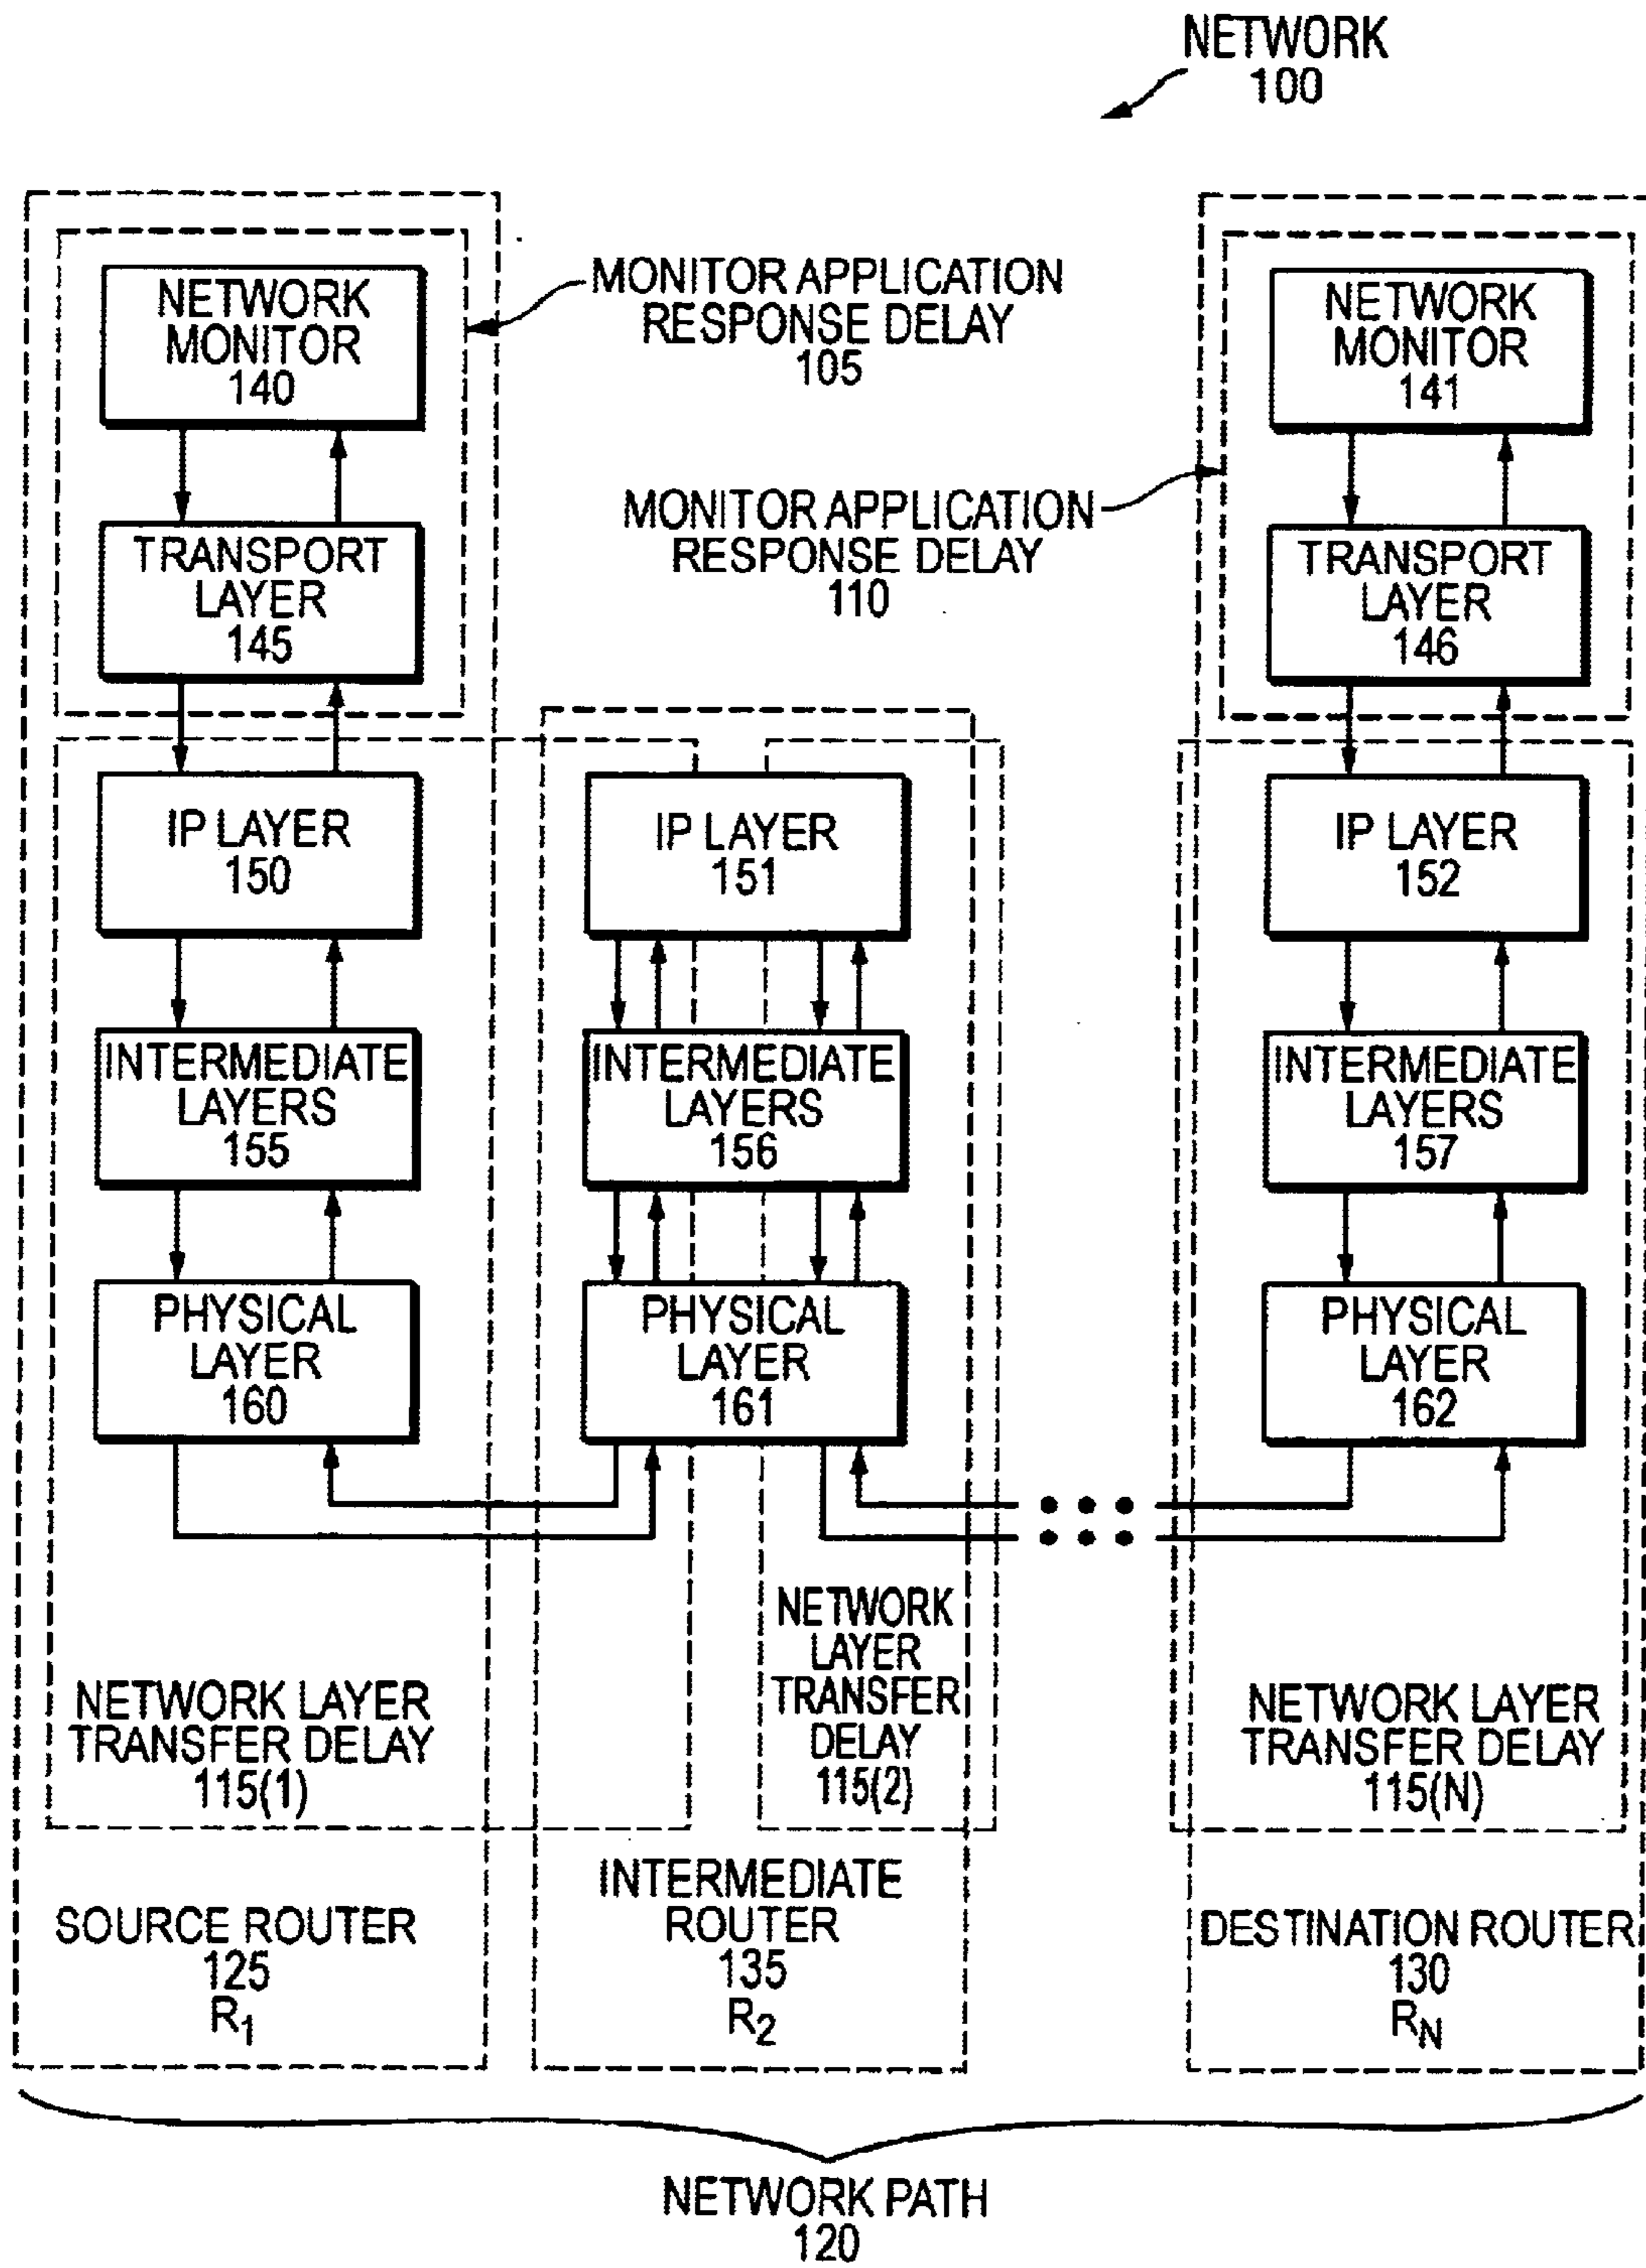 NETWORK
100
NETWORK
MONITOR
140
MONITOR APPLICATION
RESPONSE DELAY
105
NETWORK
MONITOR
141
MONITOR APPLICATION
RESPONSE DELAY
110
TRANSPORT
LAYER
145
TRANSPORT
LAYER
146
IP LAYER
150
IP LAYER
151
IP LAYER
152
INTERMEDIATE
LAYERS
155
INTERMEDIATE
LAYERS
156
INTERMEDIATE
LAYERS
157
PHYSICAL
LAYER
160
PHYSICAL
LAYER
161
PHYSICAL
LAYER
162
NETWORK LAYER
TRANSFER DELAY
115(1)
NETWORK
LAYER
TRANSFER
DELAY
115(2)
NETWORK LAYER
TRANSFER DELAY
115(N)
SOURCE ROUTER
125
R1
INTERMEDIATE
ROUTER
135
R2
DESTINATION ROUTER
130
RN
NETWORK PATH
120